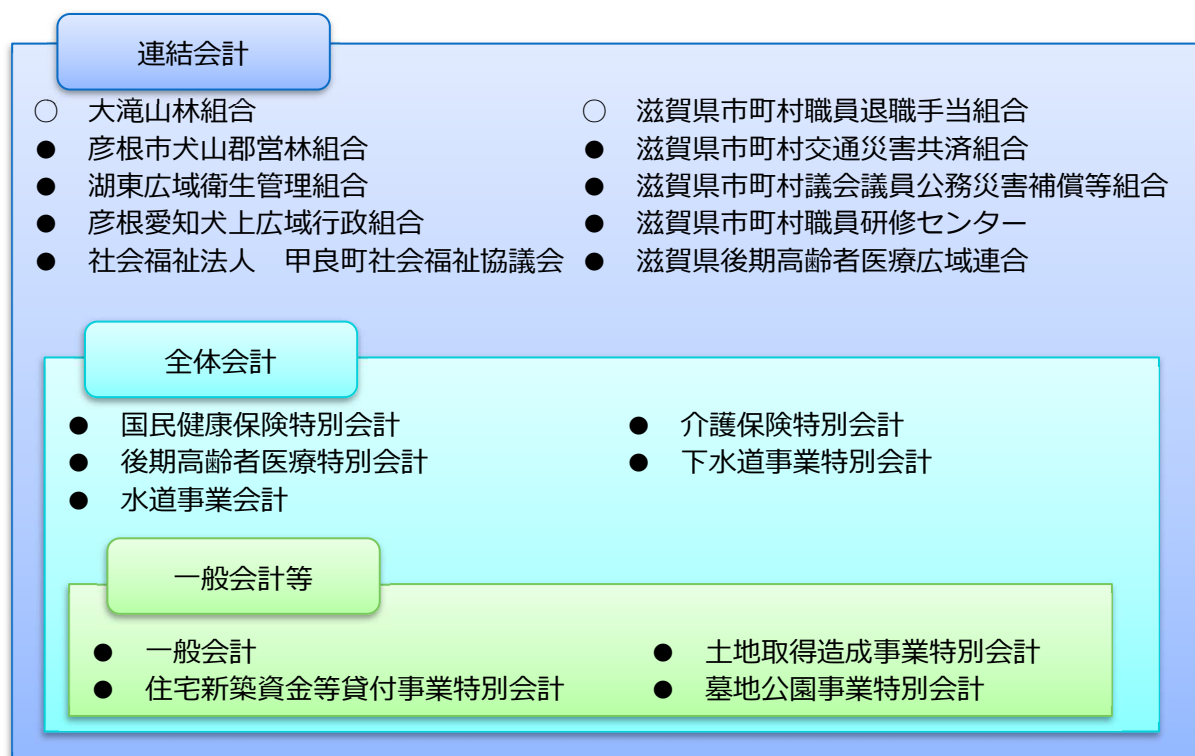 連結会計
○ 大滝山林組合
● 彦根市犬山郡営林組合
● 湖東広域衛生管理組合
● 彦根愛知犬上広域行政組合
● 社会福祉法人　甲良町社会福祉協議会
○ 滋賀県市町村職員退職手当組合
● 滋賀県市町村交通災害共済組合
● 滋賀県市町村議会議員公務災害補償等組合
● 滋賀県市町村職員研修センター
● 滋賀県後期高齢者医療広域連合
全体会計
● 国民健康保険特別会計
● 後期高齢者医療特別会計
● 水道事業会計
● 介護保険特別会計
● 下水道事業特別会計
一般会計等
● 一般会計
● 住宅新築資金等貸付事業特別会計
● 土地取得造成事業特別会計
● 墓地公園事業特別会計